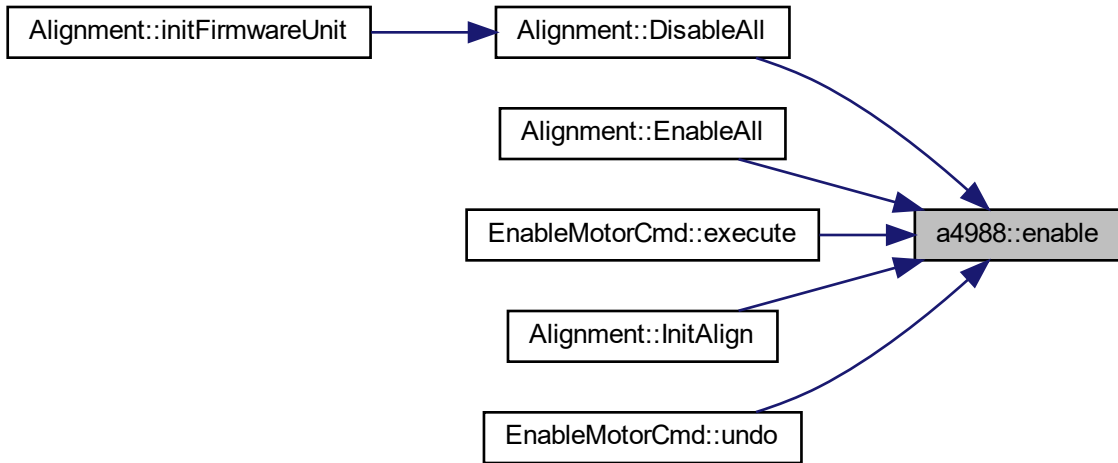 Alignment::initFirmwareUnit
Alignment::DisableAll
Alignment::EnableAll
EnableMotorCmd::execute
a4988::enable
Alignment::InitAlign
EnableMotorCmd::undo